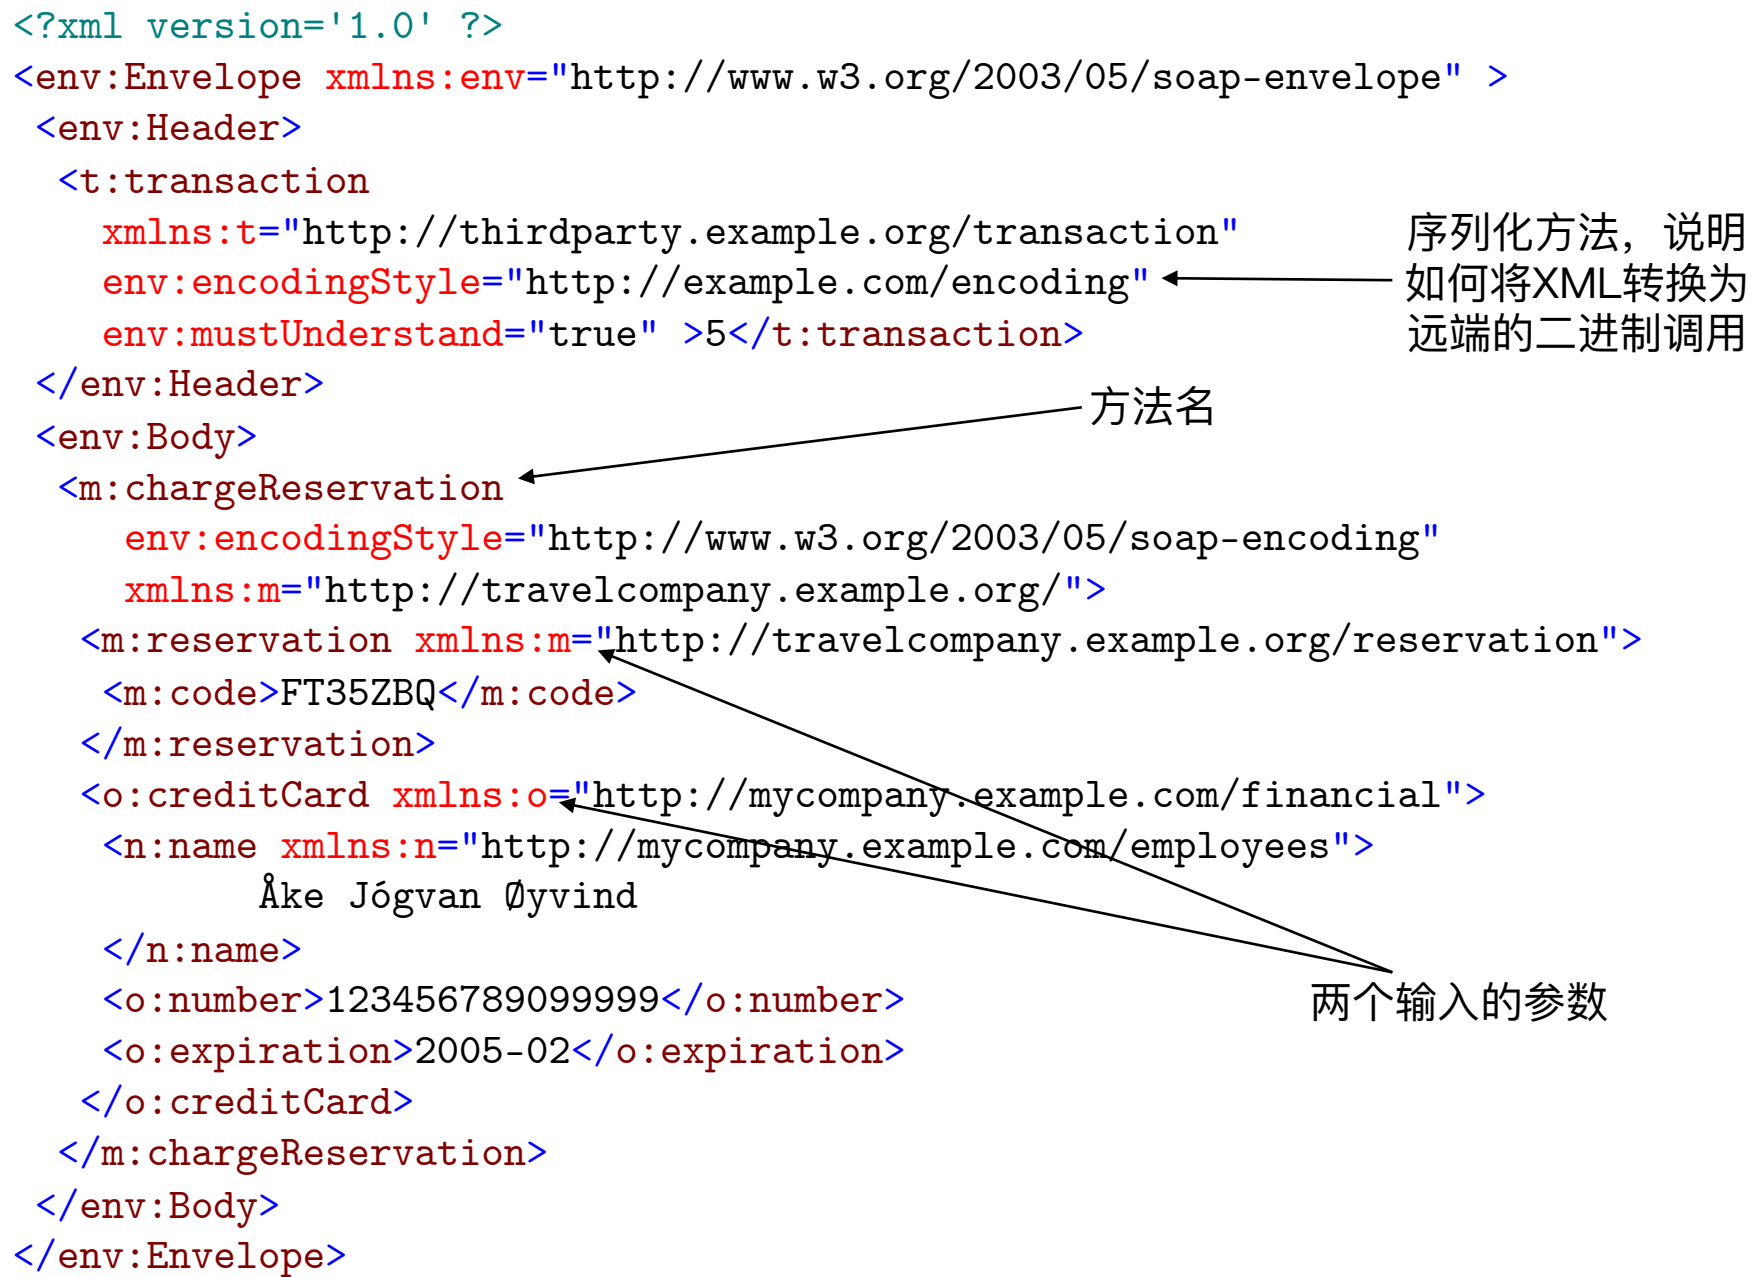 <?xml version='1.0' ?>
<env:Envelope xmlns:env="http://www.w3.org/2003/05/soap-envelope" >
<env:Header>
<t:transaction
xmlns:t="http://thirdparty.example.org/transaction"
env:encodingStyle="http://example.com/encoding"
env:mustUnderstand="true" >5</t:transaction>
</env:Header>
<env:Body>
<m:chargeReservation
env:encodingStyle="http://www.w3.org/2003/05/soap-encoding"
xmlns:m="http://travelcompany.example.org/">
<m:reservation xmlns:m="http://travelcompany.example.org/reservation">
<m:code>FT35ZBQ</m:code>
</m:reservation>
<o:creditCard xmlns:o="http://mycompany.example.com/financial">
<n:name xmlns:n="http://mycompany.example.com/employees">
Åke Jógvan Øyvind
</n:name>
<o:number>123456789099999</o:number>
<o:expiration>2005-02</o:expiration>
</o:creditCard>
</m:chargeReservation>
</env:Body>
</env:Envelope>
序列化方法，说明
如何将XML转换为
远端的二进制调用
方法名
两个输入的参数